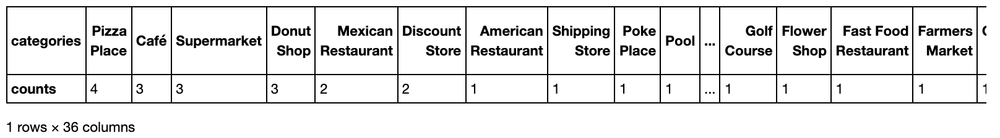 categories Pizza Place Café Supermarket Donut Shop Mexican Restaurant Discount Store American Restaurant Shipping Store Poke Place Pool ... Golf Course Flower Shop Fast Food Restaurant Farmers Market
counts 4 3 3 3 2 2 1 1 1 1 ... 1 1 1 1 1
1 rows × 36 columns